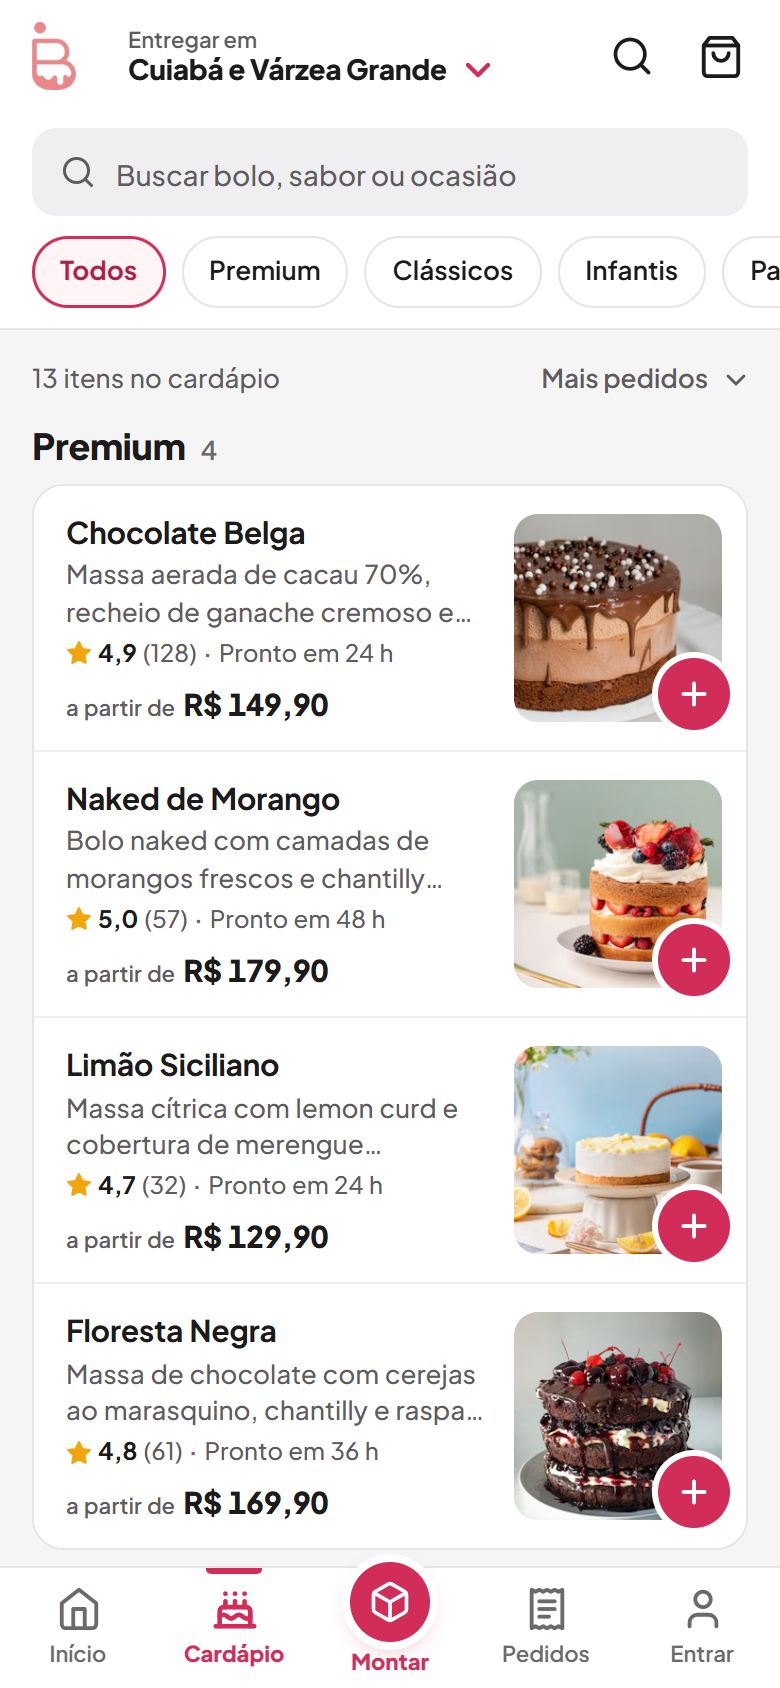 Entregar em
Cuiabá e Várzea Grande
Buscar bolo, sabor ou ocasião
Todos
Premium
Clássicos
Infantis
Pa
13 itens no cardápio
Mais pedidos
Premium 4
Chocolate Belga
Massa aerada de cacau 70%,
recheio de ganache cremoso e...
4,9 (128) · Pronto em 24 h
a partir de R$ 149,90
Naked de Morango
Bolo naked com camadas de
morangos frescos e chantilly...
5,0 (57) · Pronto em 48 h
a partir de R$ 179,90
Limão Siciliano
Massa cítrica com lemon curd e
cobertura de merengue...
4,7 (32) · Pronto em 24 h
a partir de R$ 129,90
Floresta Negra
Massa de chocolate com cerejas
ao marasquino, chantilly e raspa...
4,8 (61) · Pronto em 36 h
a partir de R$ 169,90
Início
Cardápio
Montar
Pedidos
Entrar